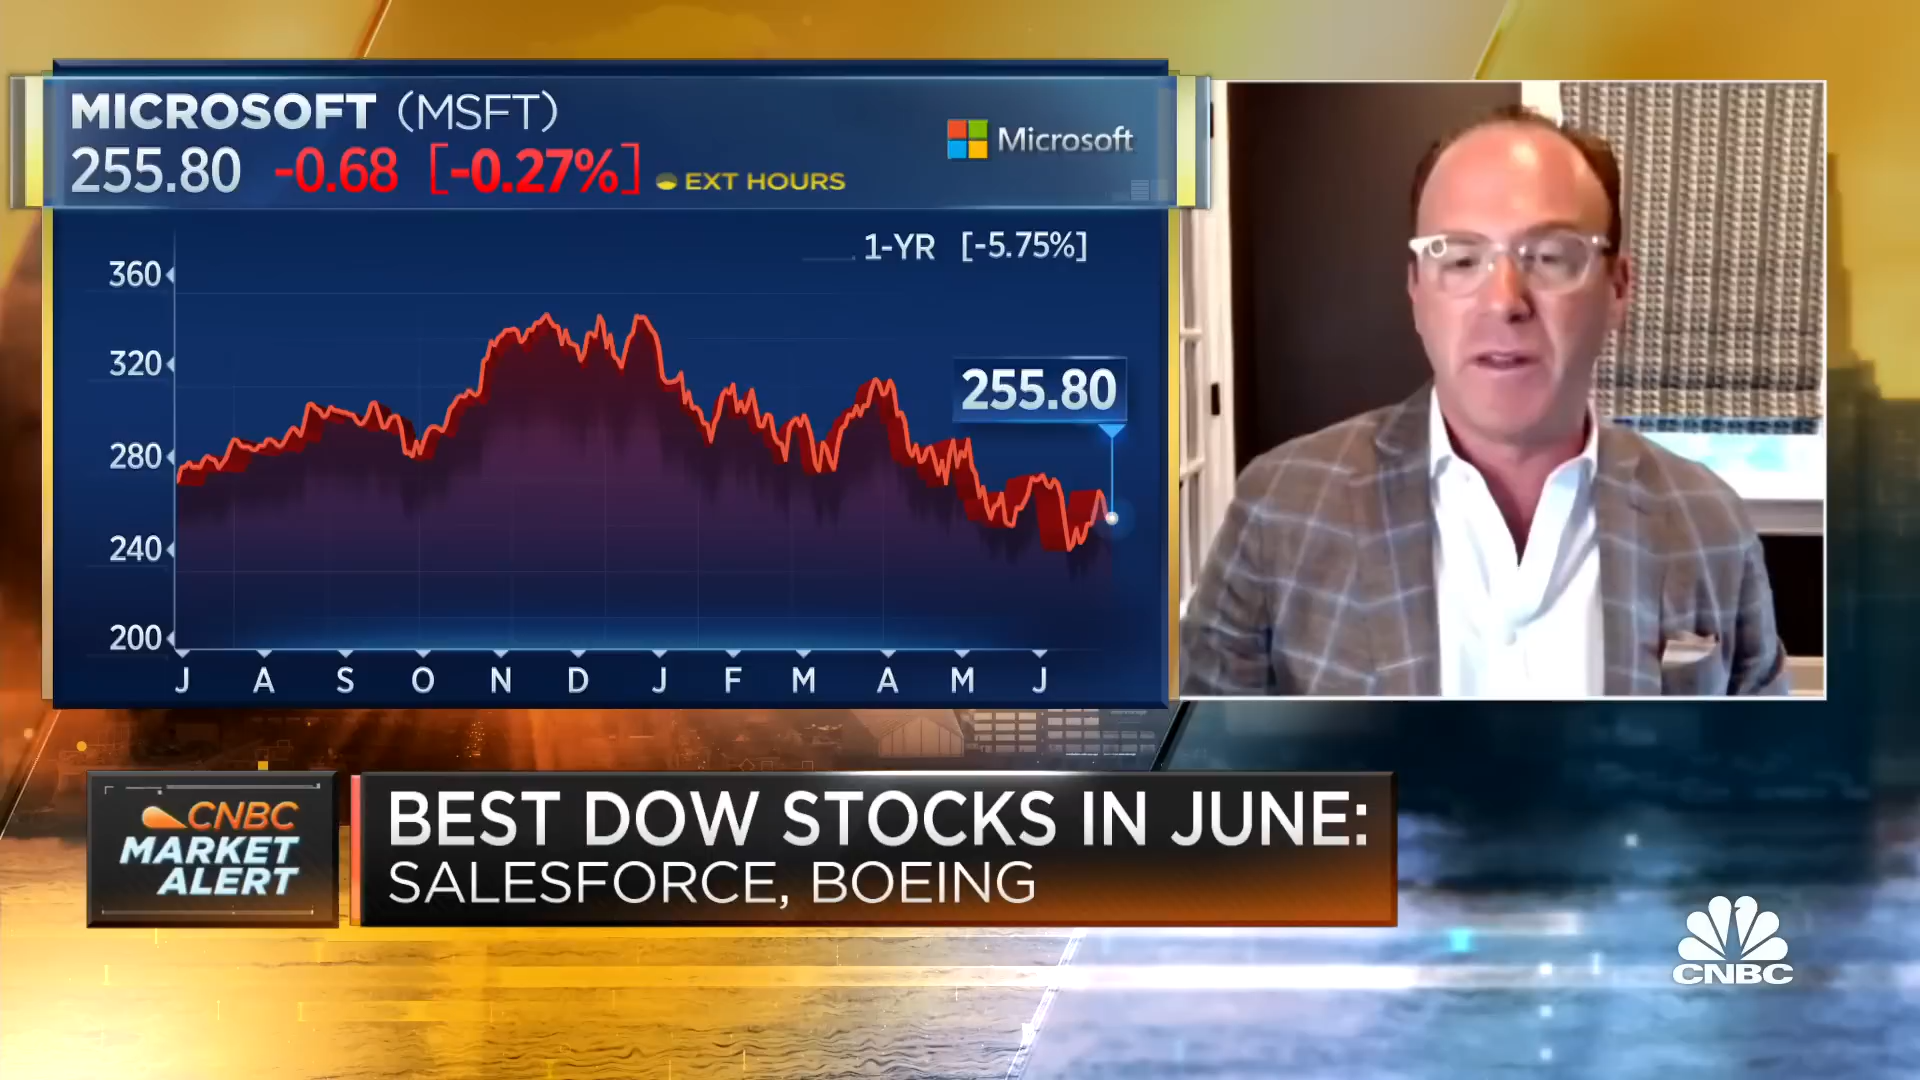 MICROSOFT (MSFT)
255.80 -0.68 [-0.27%] EXT HOURS
Microsoft
1-YR [-5.75%]
360
320
280
240
200
255.80
J A S O N D J F M A M J
CNBC
MARKET
ALERT
BEST DOW STOCKS IN JUNE:
SALESFORCE, BOEING
CNBC